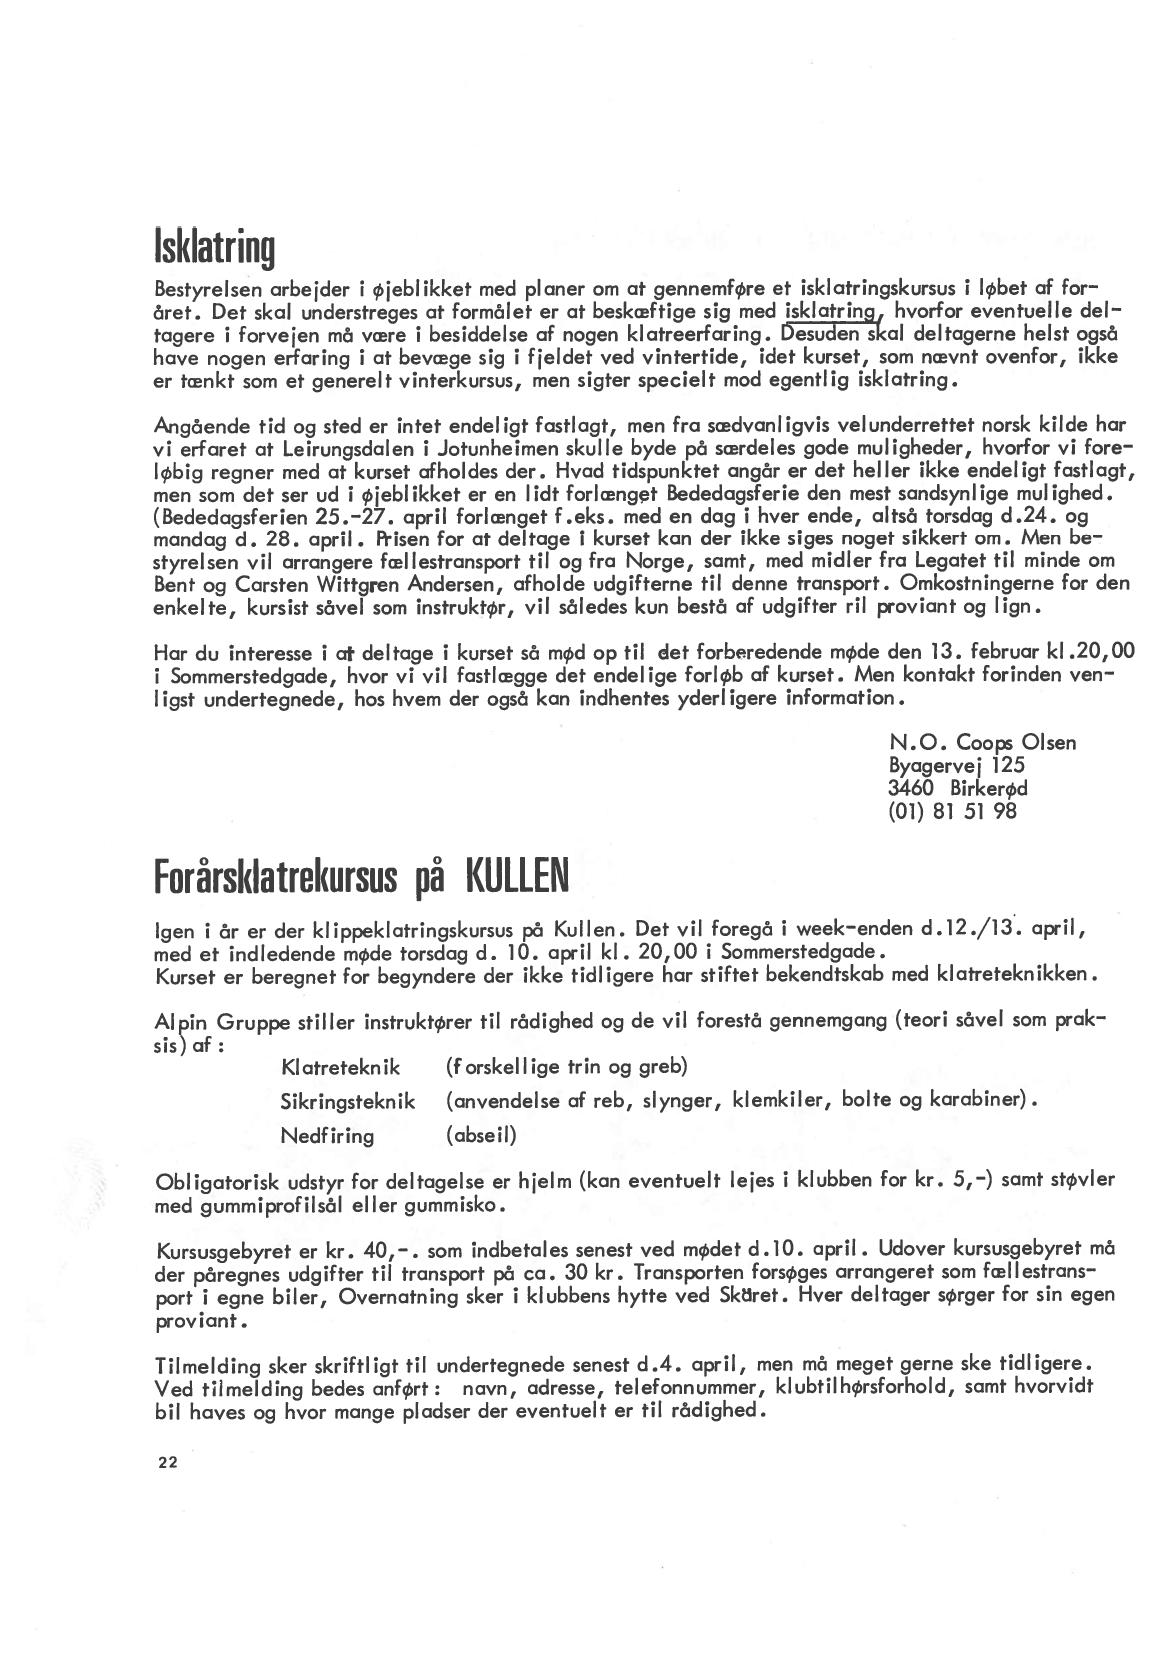 Isklatring
Bestyrelsen arbejder i øjeblikket med planer om at gennemføre et isklatringskursus i løbet af for-
året. Det skal understreges at formålet er at beskæftige sig med isklatring, hvorfor eventuelle del-
tagere i forvejen må være i besiddelse af nogen klatreerfaring. Desuden skal deltagerne helst også
have nogen erfaring i at bevæge sig i fjeldet ved vintertide, idet kurset, som nævnt ovenfor, ikke
er tænkt som et generelt vinterkursus, men sigter specielt mod egentlig isklatring.
Angående tid og sted er intet endeligt fastlagt, men fra sædvanligvis velunderrettet norsk kilde har
vi erfaret at Leirungsdalen i Jotunheimen skulle byde på særdeles gode muligheder, hvorfor vi fore-
løbig regner med at kurset afholdes der. Hvad tidspunktet angår er det heller ikke endeligt fastlagt,
men som det ser ud i øjeblikket er en lidt forlænget Bededagsferie den mest sandsynlige mulighed.
(Bededagsferien 25.-27. april forlænget f.eks. med en dag i hver ende, altså torsdag d.24. og
mandag d. 28. april. Prisen for at deltage i kurset kan der ikke siges noget sikkert om. Men be-
styrelsen vil arrangere fællestransport til og fra Norge, samt, med midler fra Legatet til minde om
Bent og Carsten Wittgren Andersen, afholde udgifterne til denne transport. Omkostningerne for den
enkelte, kursist såvel som instruktør, vil således kun bestå af udgifter ril proviant og lign.
Har du interesse i at deltage i kurset så mød op til det forberedende møde den 13. februar kl.20,00
i Sommerstedgade, hvor vi vil fastlægge det endelige forløb af kurset. Men kontakt forinden ven-
ligst undertegnede, hos hvem der også kan indhentes yderligere information.
N.O. Coops Olsen
Byagervej 125
3460 Birkerød
(01) 81 51 98
Forårsklatrekursus på KULLEN
Igen i år er der klippeklatringskursus på Kullen. Det vil foregå i week-enden d.12./13. april,
med et indledende møde torsdag d. 10. april kl. 20,00 i Sommerstedgade.
Kurset er beregnet for begyndere der ikke tidligere har stiftet bekendtskab med klatreteknikken.
Alpin Gruppe stiller instruktører til rådighed og de vil forestå gennemgang (teori såvel som prak-
sis) af :
Klatreteknik (forskellige trin og greb)
Sikringsteknik (anvendelse af reb, slynger, klemkiler, bolte og karabiner).
Nedfiring (abseil)
Obligatorisk udstyr for deltagelse er hjelm (kan eventuelt lejes i klubben for kr. 5,-) samt støvler
med gummiprofilsål eller gummisko.
Kursusgebyret er kr. 40,-. som indbetales senest ved mødet d.10. april. Udover kursusgebyret må
der påregnes udgifter til transport på ca. 30 kr. Transporten forsøges arrangeret som fællestrans-
port i egne biler, Overnatning sker i klubbens hytte ved Skäret. Hver deltager sørger for sin egen
proviant.
Tilmelding sker skriftligt til undertegnede senest d.4. april, men må meget gerne ske tidligere.
Ved tilmelding bedes anført : navn, adresse, telefonnummer, klubtilhørsforhold, samt hvorvidt
bil haves og hvor mange pladser der eventuelt er til rådighed.
22